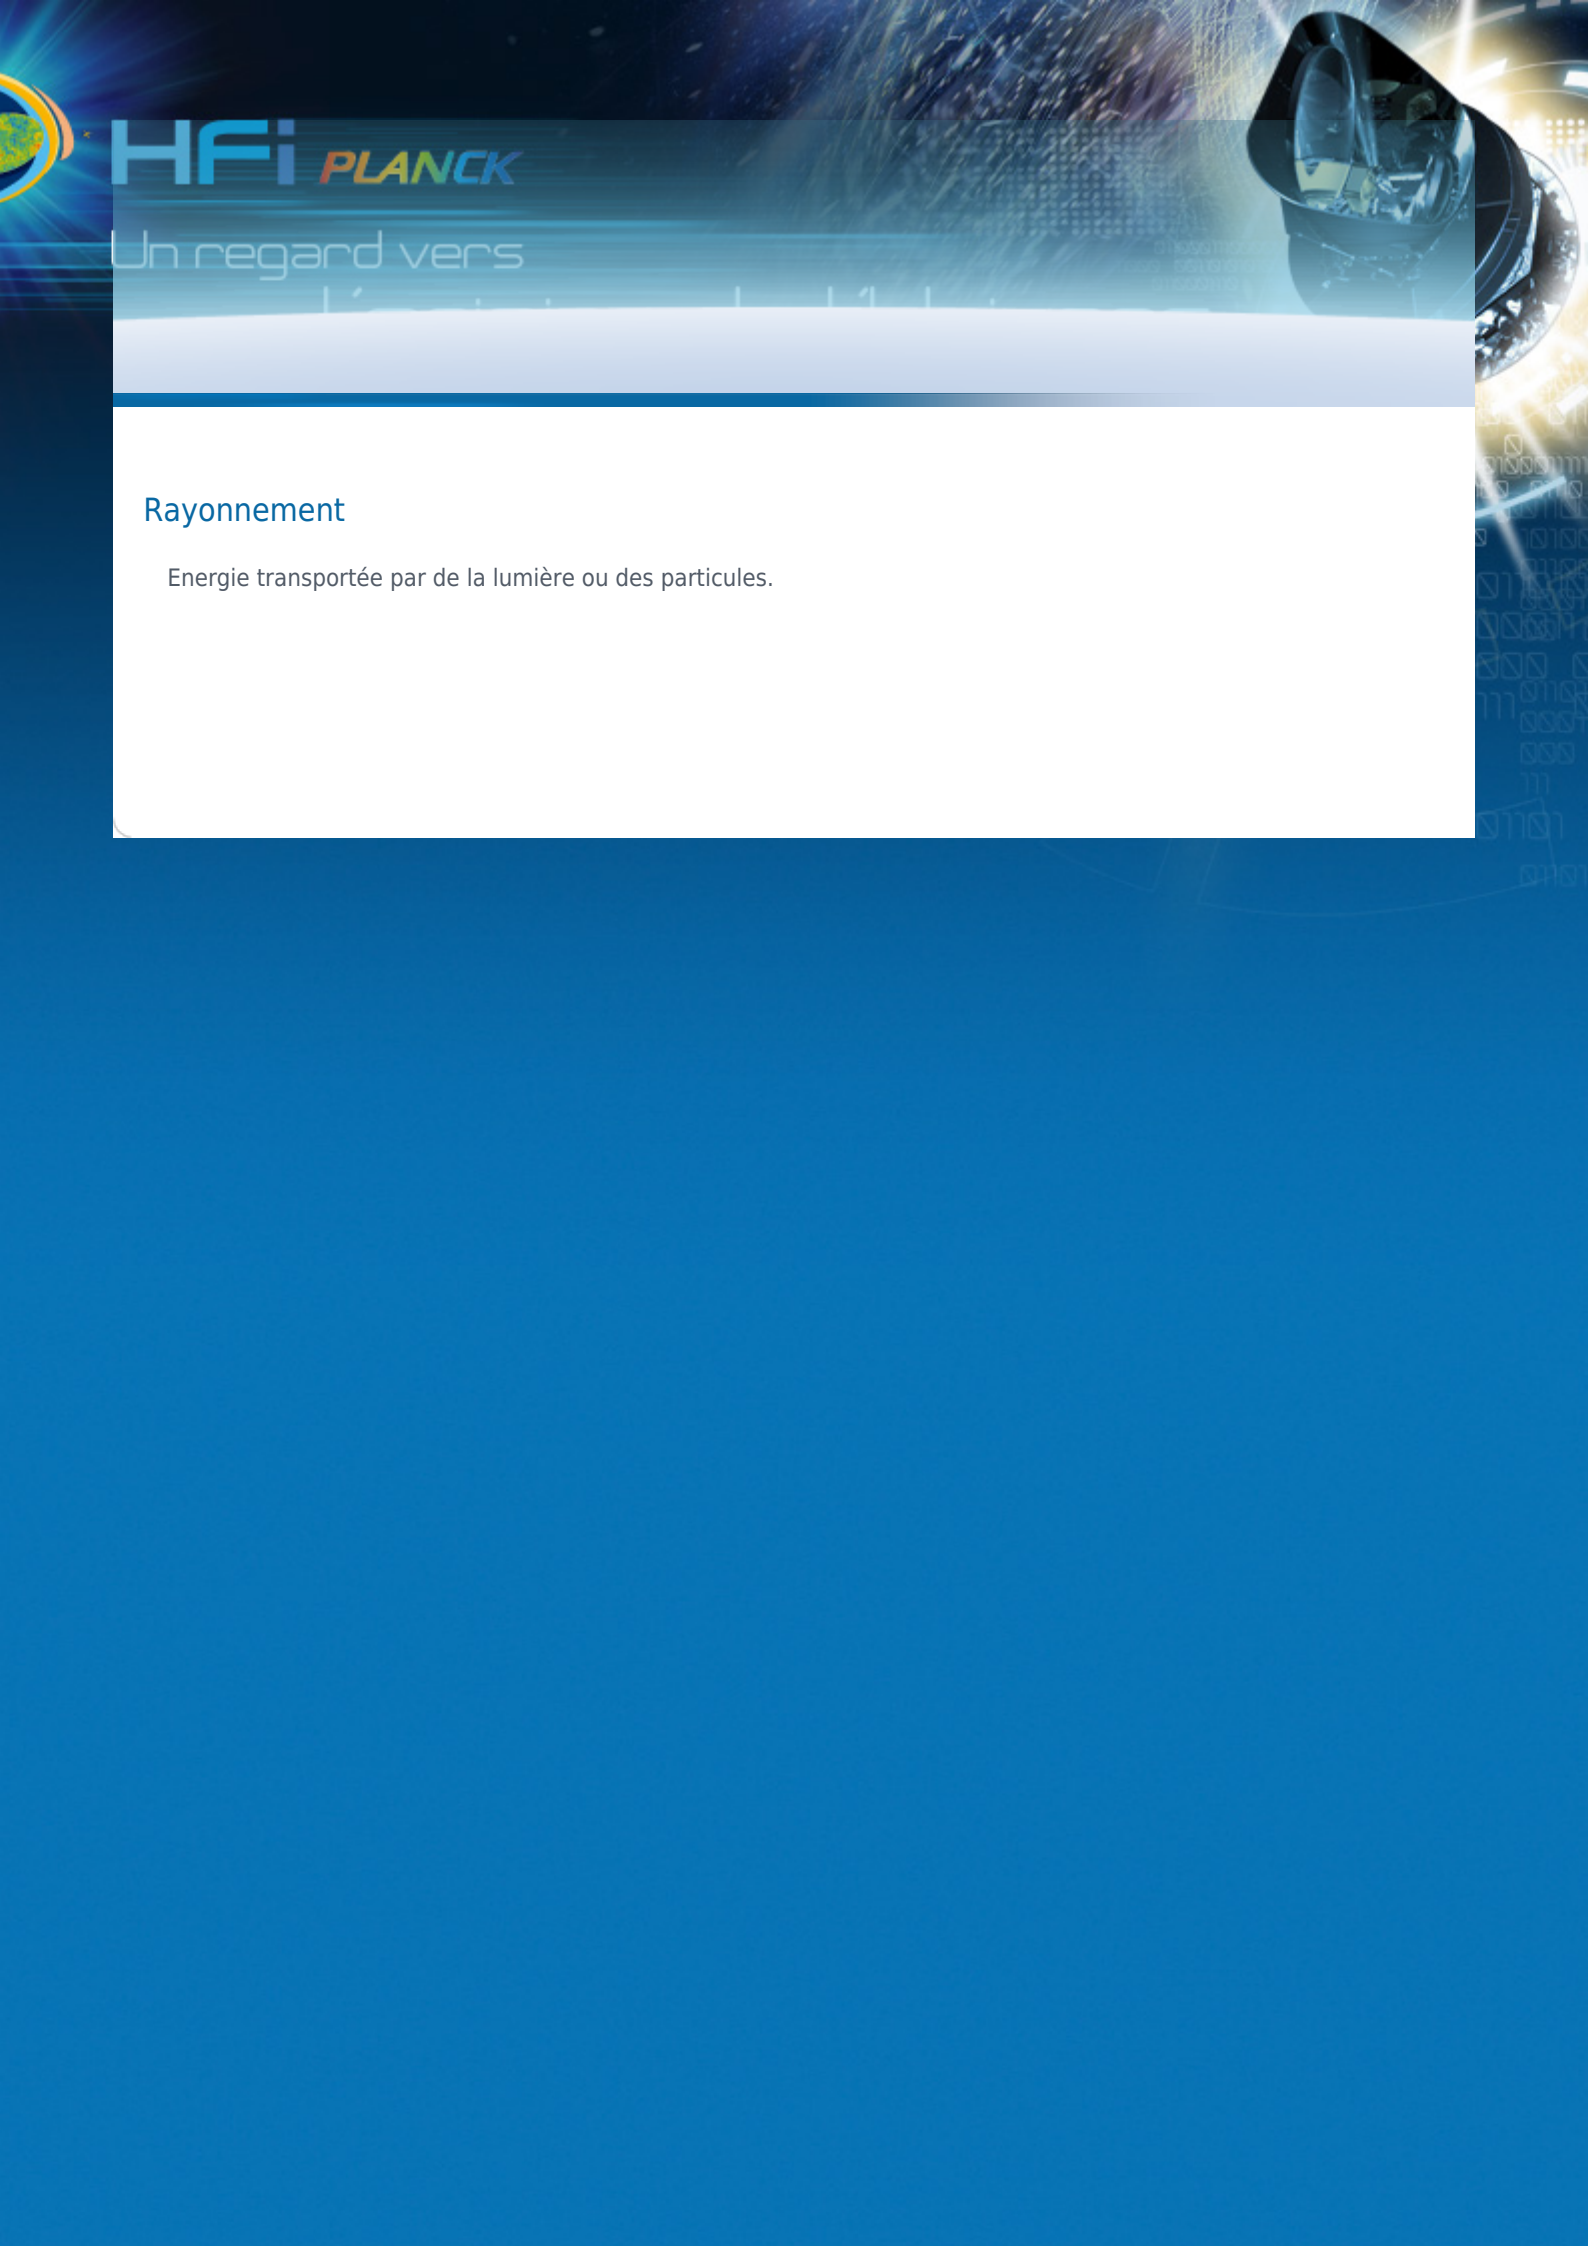 HFi PLANCK
Un regard vers
Rayonnement
Energie transportée par de la lumière ou des particules.